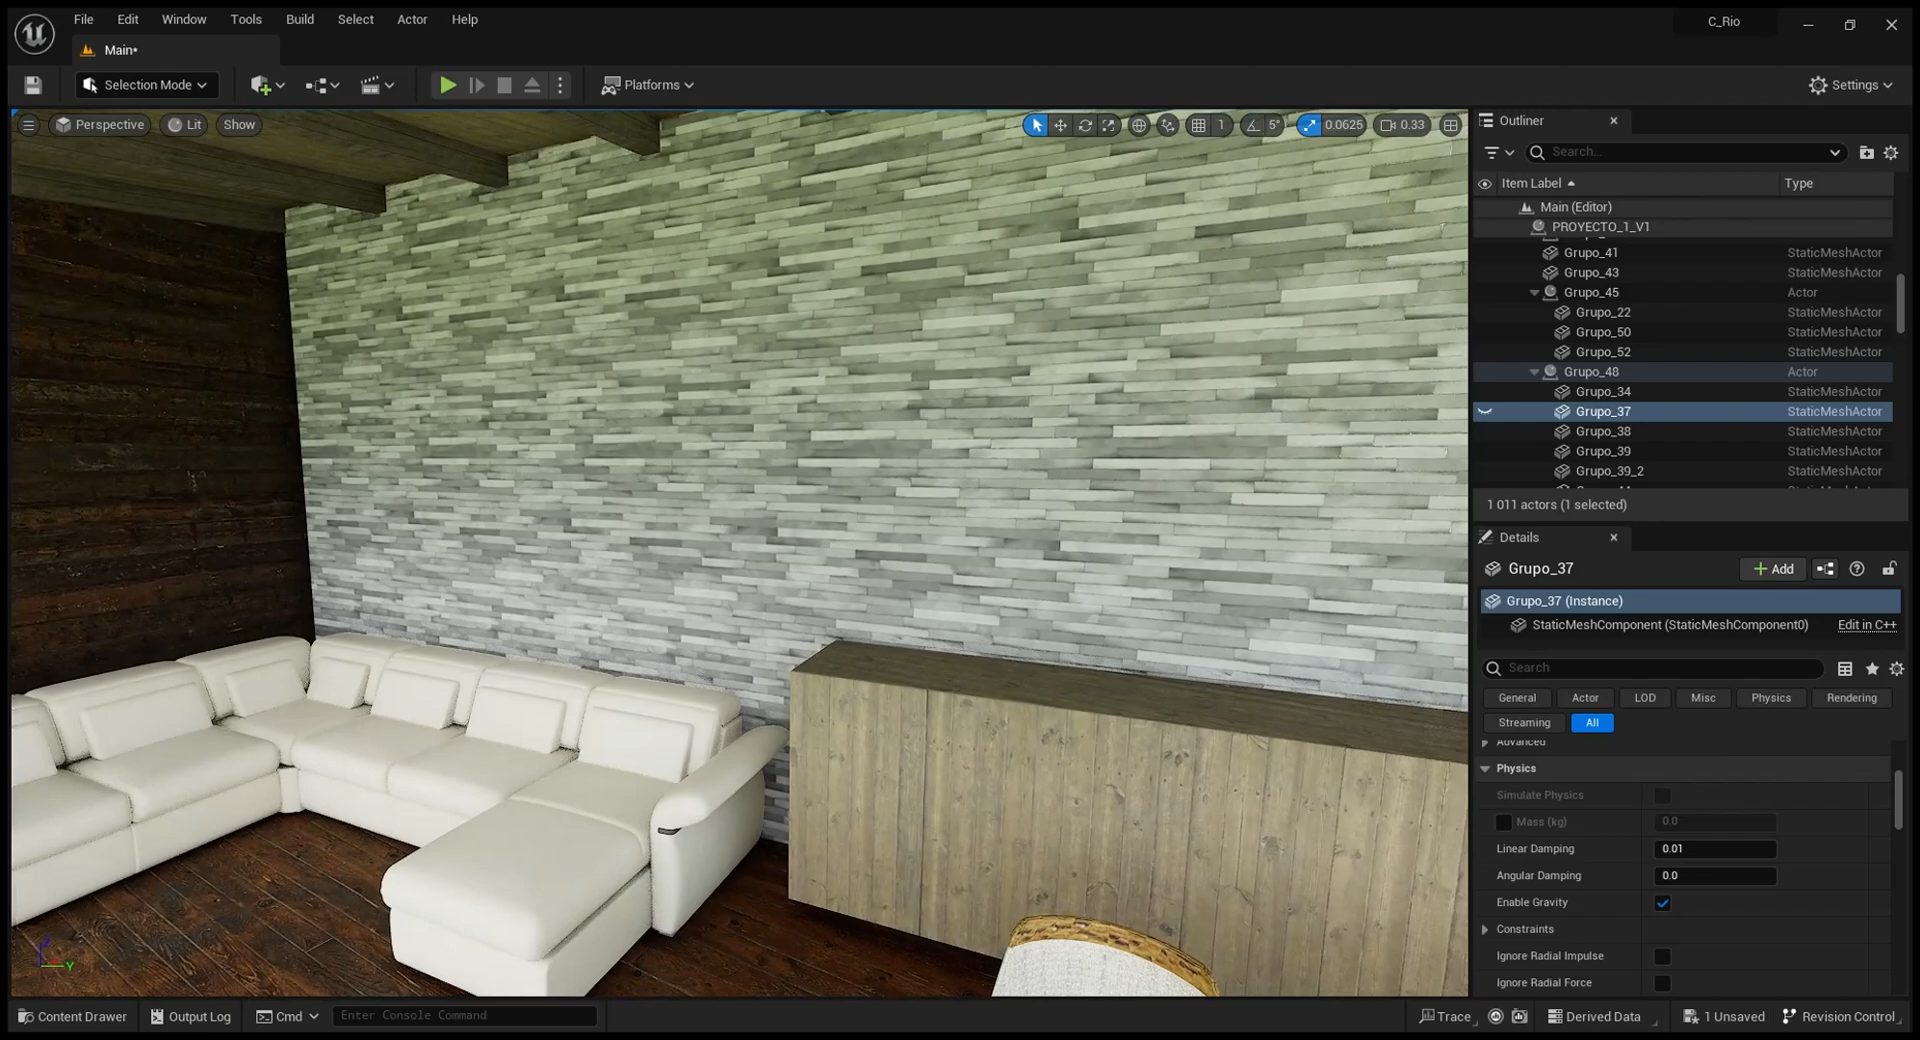 File Edit Window Tools Build Select Actor Help
C_Rio
Main•
Selection Mode
Platforms
Settings
Perspective Lit Show
1 5° 0.0625 0.33
Outliner
Search...
Item Label Type
Main (Editor)
PROYECTO_1_V1
Grupo_41 StaticMeshActor
Grupo_43 StaticMeshActor
Grupo_45 Actor
Grupo_22 StaticMeshActor
Grupo_50 StaticMeshActor
Grupo_52 StaticMeshActor
Grupo_48 Actor
Grupo_34 StaticMeshActor
Grupo_37 StaticMeshActor
Grupo_38 StaticMeshActor
Grupo_39 StaticMeshActor
Grupo_39_2 StaticMeshActor
1 011 actors (1 selected)
Details
Grupo_37
+ Add
Grupo_37 (Instance)
StaticMeshComponent (StaticMeshComponent0) Edit in C++
Search
General Actor LOD Misc Physics Rendering
Streaming All
Advanced
Physics
Simulate Physics
Mass (kg) 0.0
Linear Damping 0.01
Angular Damping 0.0
Enable Gravity
Constraints
Ignore Radial Impulse
Ignore Radial Force
Z
Y
Content Drawer Output Log Cmd Enter Console Command Trace Derived Data 1 Unsaved Revision Control